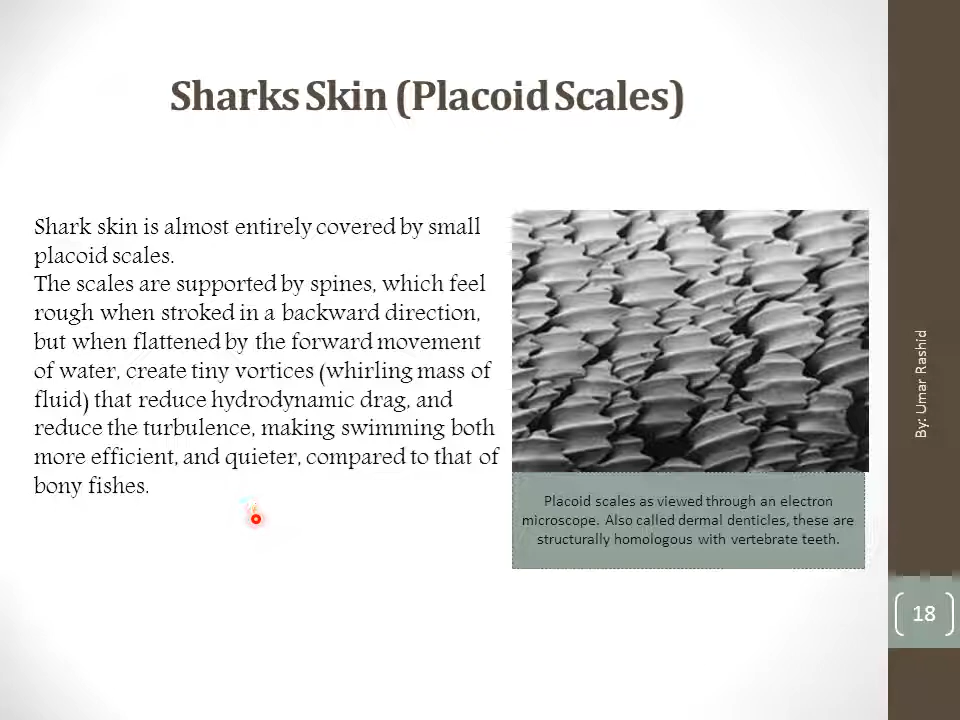 Sharks Skin (Placoid Scales)
Shark skin is almost entirely covered by small
placoid scales.
The scales are supported by spines, which feel
rough when stroked in a backward direction,
but when flattened by the forward movement
of water, create tiny vortices (whirling mass of
fluid) that reduce hydrodynamic drag, and
reduce the turbulence, making swimming both
more efficient, and quieter, compared to that of
bony fishes.
Placoid scales as viewed through an electron
microscope. Also called dermal denticles, these are
structurally homologous with vertebrate teeth.
By: Umar Rashid
18